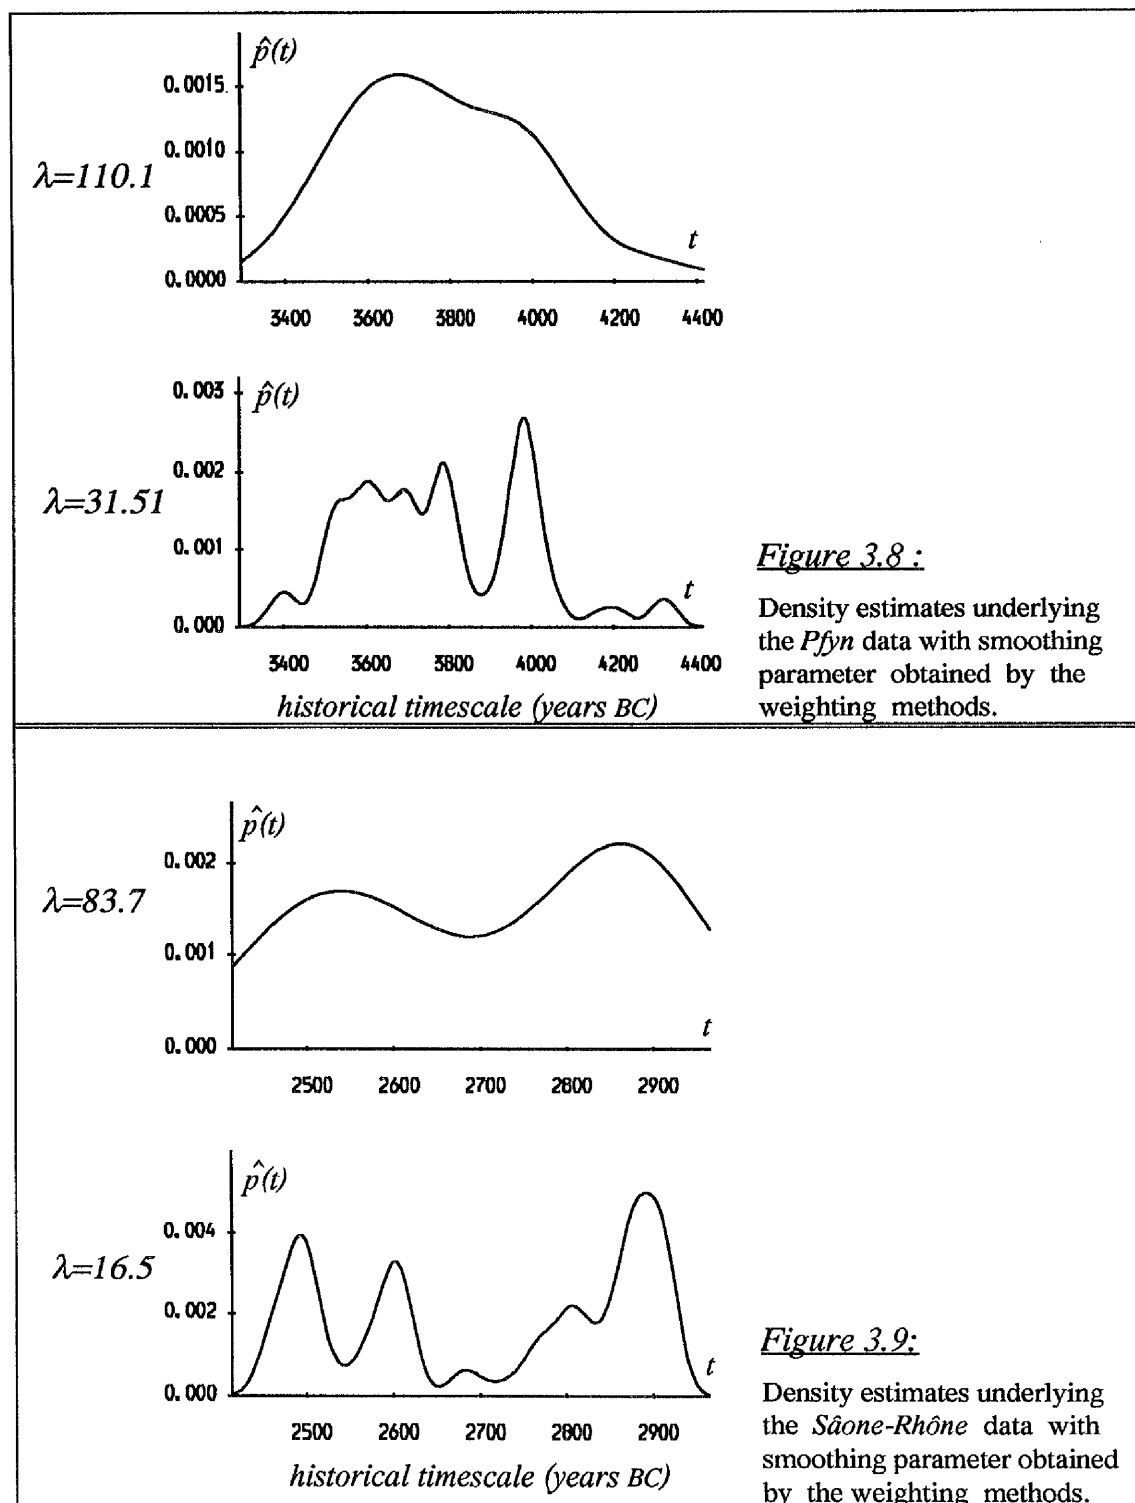 p̂(t)
0.0015
0.0010
λ=110.1
0.0005
t
0.0000
3400 3600 3800 4000 4200 4400
0.003
p̂(t)
0.002
λ=31.51
0.001
t
0.000
3400 3600 3800 4000 4200 4400
historical timescale (years BC)
Figure 3.8 :
Density estimates underlying
the Pfyn data with smoothing
parameter obtained by the
weighting methods.
p̂(t)
0.002
λ=83.7
0.001
t
0.000
2500 2600 2700 2800 2900
p̂(t)
0.004
λ=16.5
0.002
t
0.000
2500 2600 2700 2800 2900
historical timescale (years BC)
Figure 3.9:
Density estimates underlying
the Sâone-Rhône data with
smoothing parameter obtained
by the weighting methods.